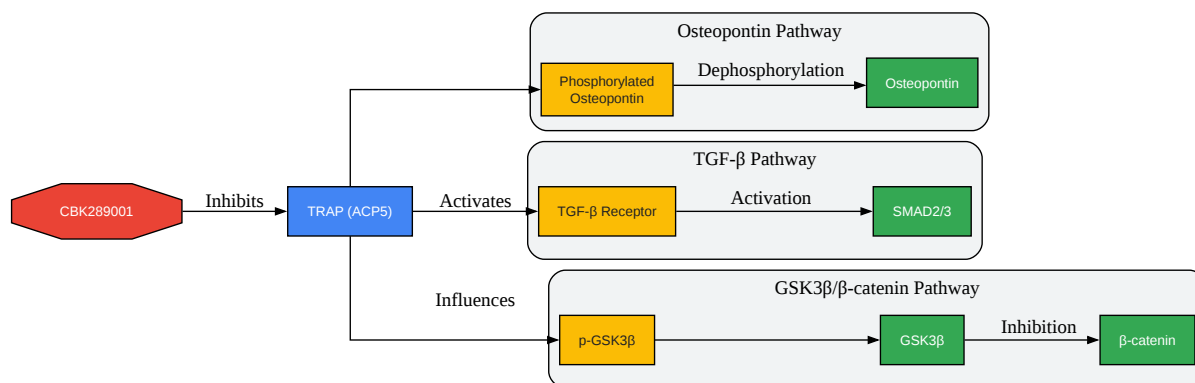 Osteopontin Pathway
Phosphorylated
Osteopontin
Dephosphorylation
Osteopontin
TGF-β Pathway
CBK289001
Inhibits
TRAP (ACP5)
Activates
TGF-β Receptor
Activation
SMAD2/3
Influences
GSK3β/β-catenin Pathway
p-GSK3β
GSK3β
Inhibition
β-catenin